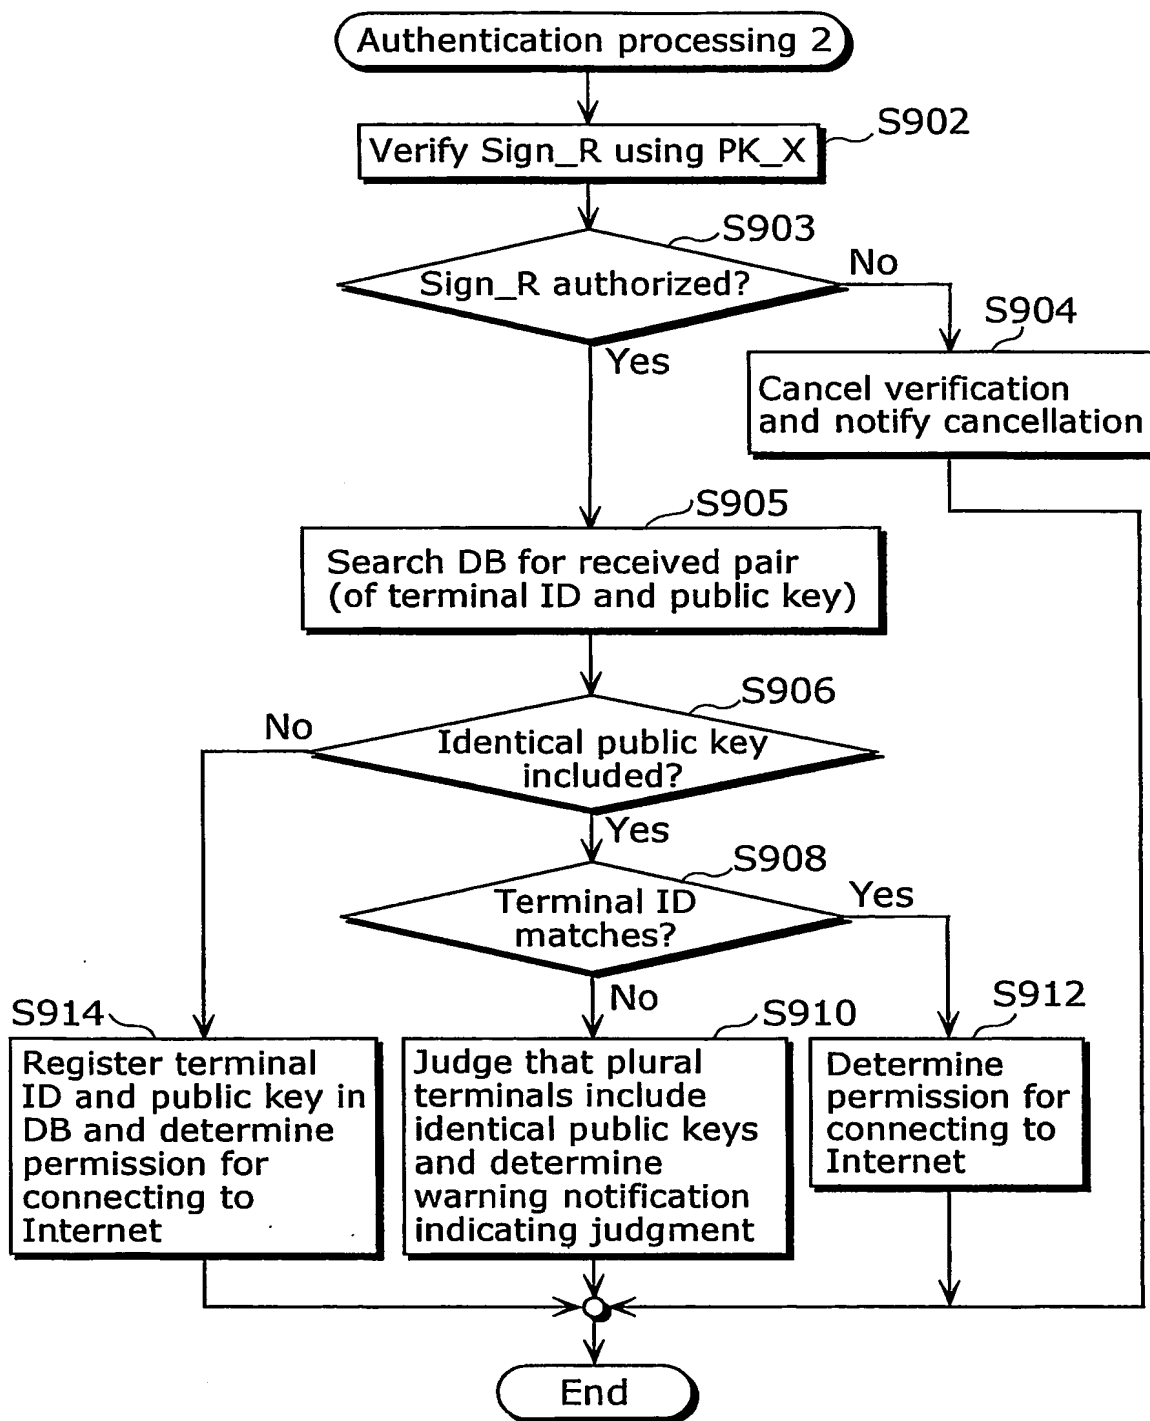 Authentication processing 2
S902
Verify Sign_R using PK_X
S903
Sign_R authorized?
No
Yes
S904
Cancel verification
and notify cancellation
S905
Search DB for received pair
(of terminal ID and public key)
S906
No
Identical public key
included?
Yes
S908
Terminal ID
matches?
Yes
No
S914
Register terminal
ID and public key in
DB and determine
permission for
connecting to
Internet
S910
Judge that plural
terminals include
identical public keys
and determine
warning notification
indicating judgment
S912
Determine
permission for
connecting to
Internet
End